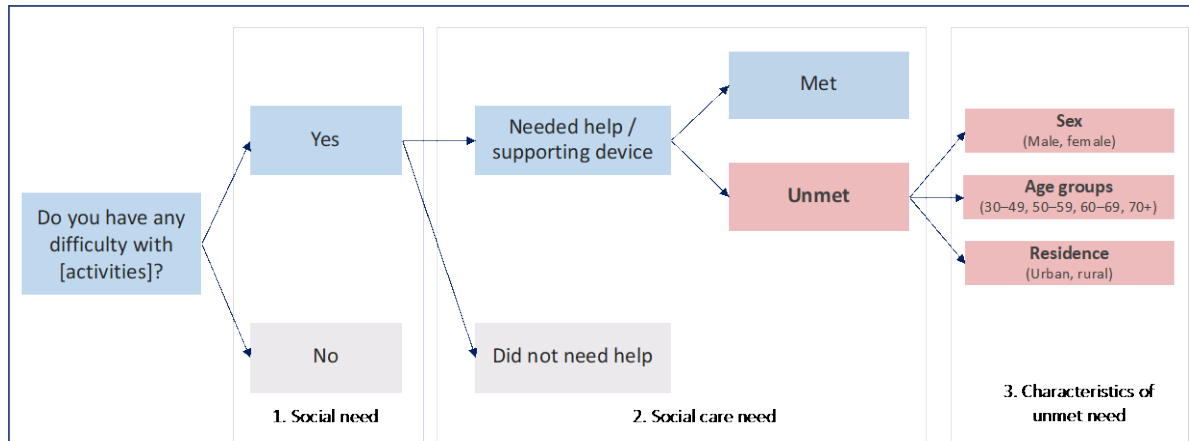 Do you have any
difficulty with
[activities]?
Yes
No
1. Social need
Needed help /
supporting device
Did not need help
Met
Unmet
2. Social care need
Sex
(Male, female)
Age groups
(30–49, 50–59, 60–69, 70+)
Residence
(Urban, rural)
3. Characteristics of
unmet need